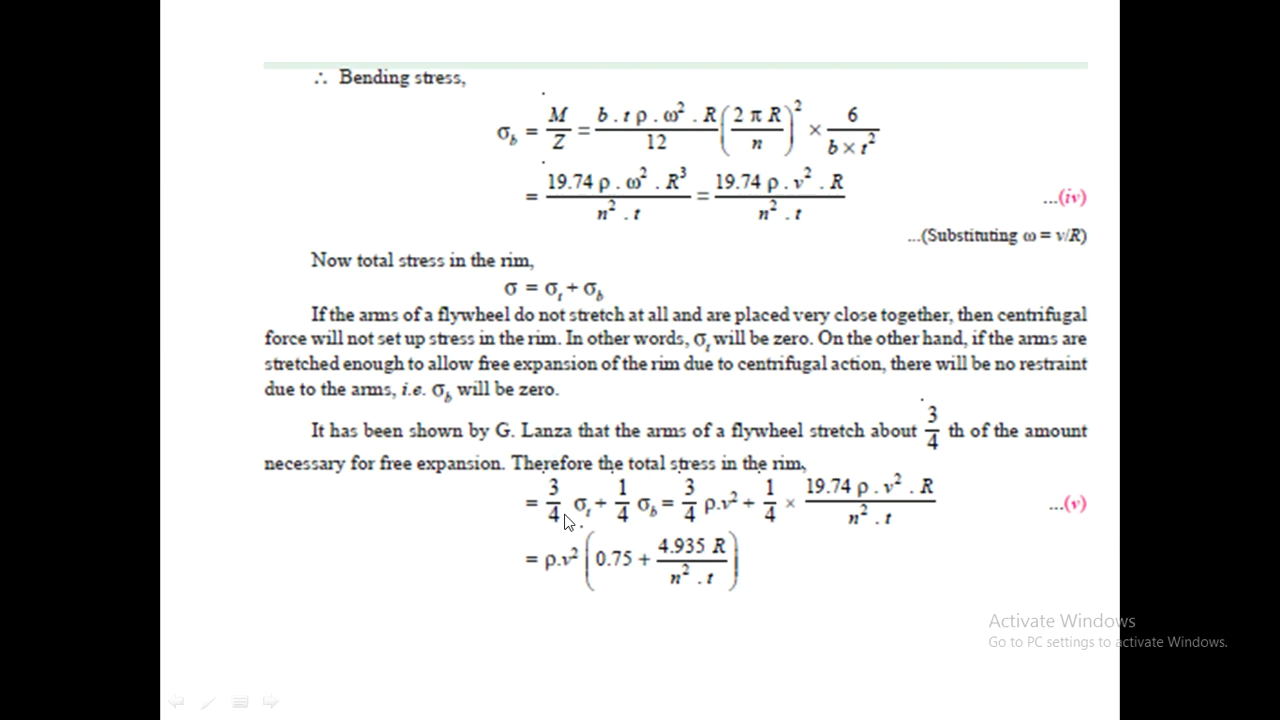 ∴ Bending stress,
σb = M/Z = b . t ρ . ω² . R/12 (2 π R/n)² × 6/b × t²
= 19.74 ρ . ω² . R³/n² . t = 19.74 ρ . v² . R/n² . t ...(iv)
...(Substituting ω = v/R)
Now total stress in the rim,
σ = σt + σb
If the arms of a flywheel do not stretch at all and are placed very close together, then centrifugal
force will not set up stress in the rim. In other words, σt will be zero. On the other hand, if the arms are
stretched enough to allow free expansion of the rim due to centrifugal action, there will be no restraint
due to the arms, i.e. σb will be zero.
It has been shown by G. Lanza that the arms of a flywheel stretch about 3/4 th of the amount
necessary for free expansion. Therefore the total stress in the rim,
= 3/4 σt + 1/4 σb = 3/4 ρ.v² + 1/4 × 19.74 ρ . v² . R/n² . t ...(v)
= ρ.v² (0.75 + 4.935 R/n² . t)
Activate Windows
Go to PC settings to activate Windows.